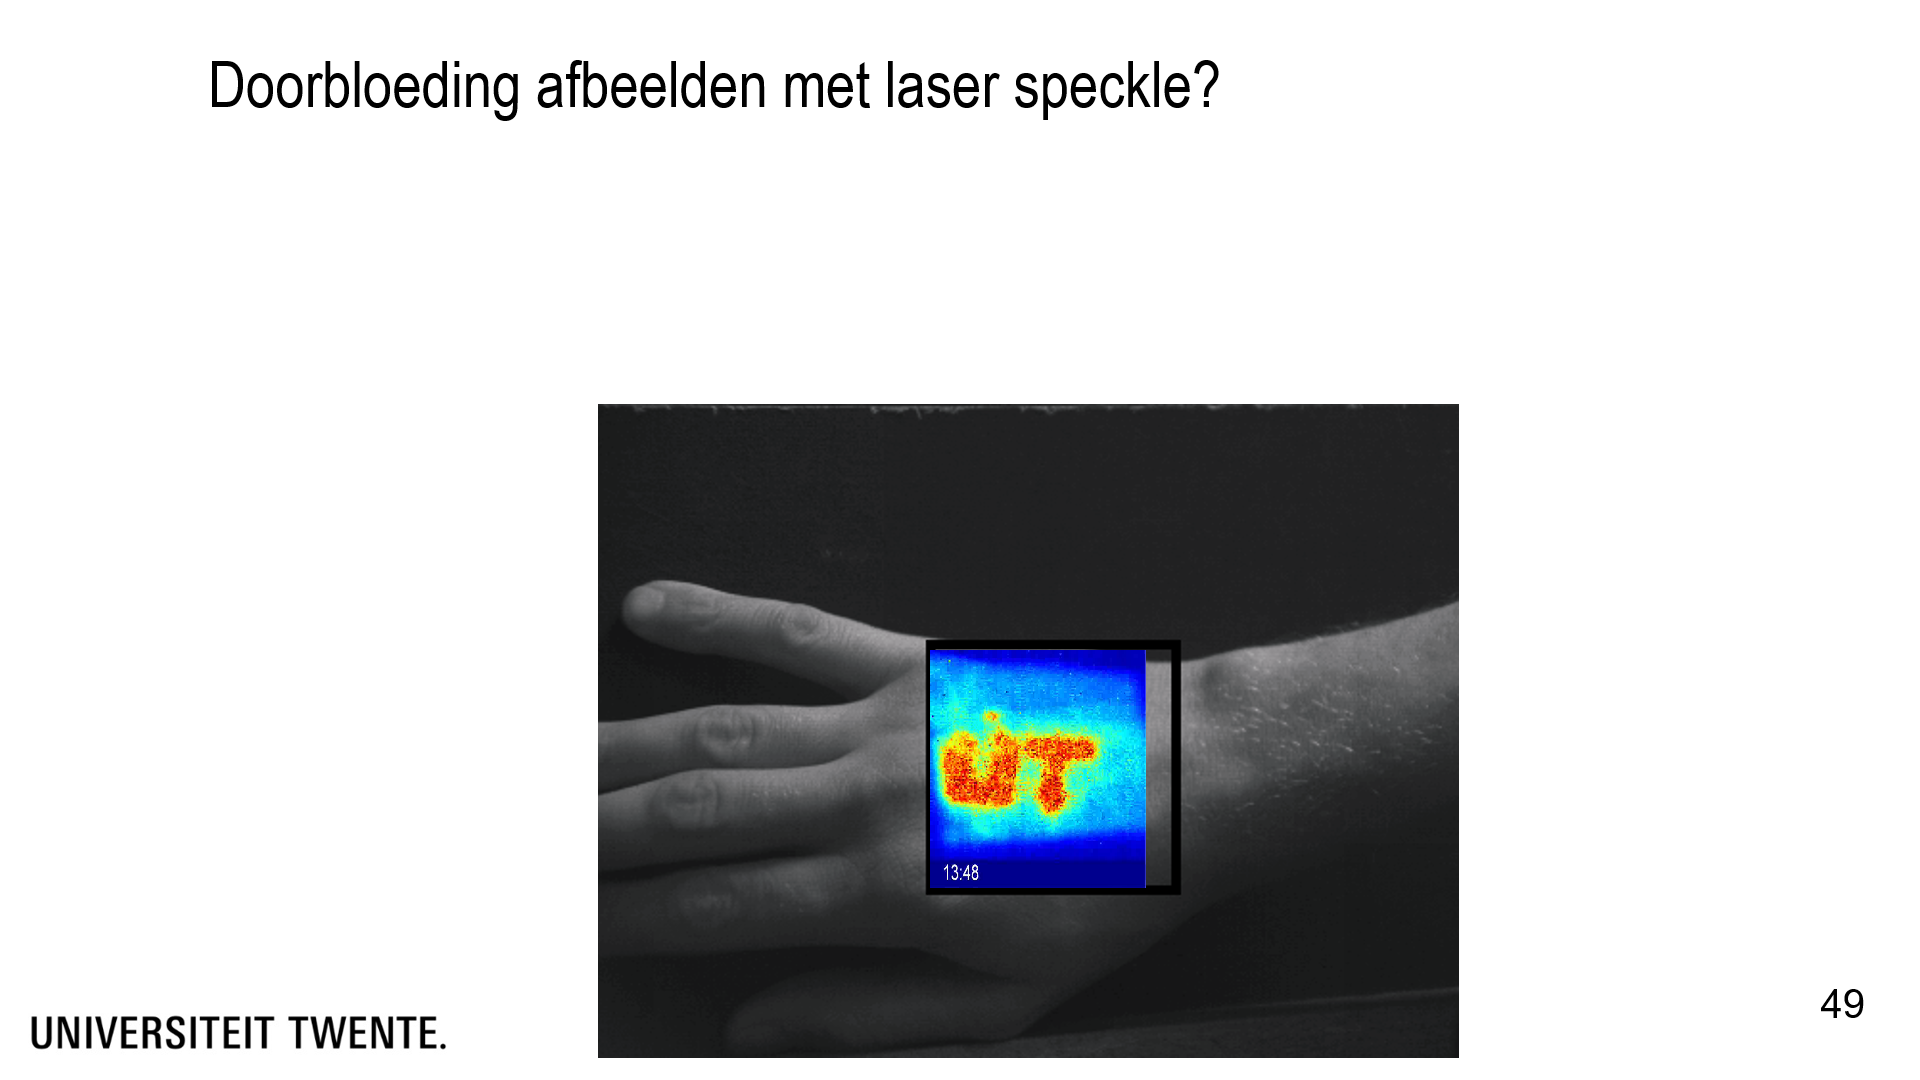 Doorbloeding afbeelden met laser speckle?
UT
13:48
49
UNIVERSITEIT TWENTE.